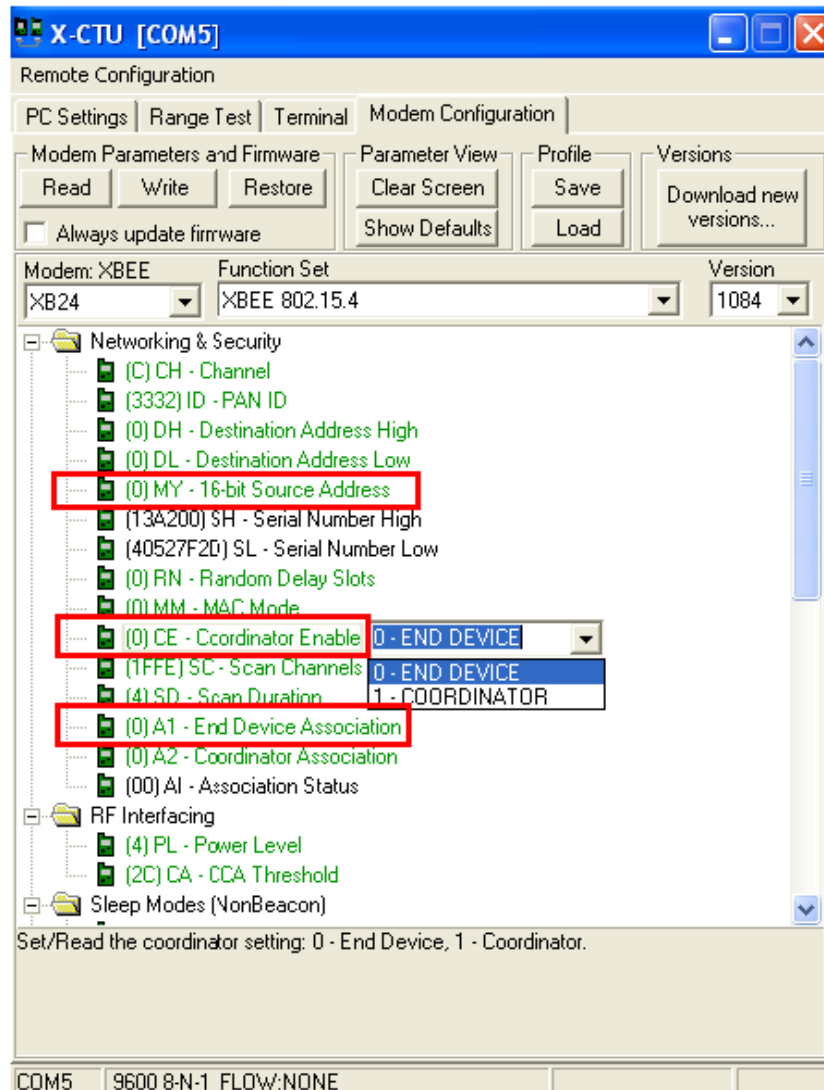 X-CTU [COM5]
Remote Configuration
PC Settings Range Test Terminal Modem Configuration
Modem Parameters and Firmware Parameter View Profile Versions
Read Write Restore Clear Screen Save Download new versions...
Always update firmware Show Defaults Load
Modem: XBEE Function Set Version
XB24 XBEE 802.15.4 1084
Networking & Security
(C) CH - Channel
(3332) ID - PAN ID
(0) DH - Destination Address High
(0) DL - Destination Address Low
(0) MY - 16-bit Source Address
(13A200) SH - Serial Number High
(40527F2D) SL - Serial Number Low
(0) RN - Random Delay Slots
(0) MM - MAC Mode
(0) CE - Coordinator Enable 0 - END DEVICE
(1FFE) SC - Scan Channels 0 - END DEVICE
(4) SD - Scan Duration 1 - COORDINATOR
(0) A1 - End Device Association
(0) A2 - Coordinator Association
(00) AI - Association Status
RF Interfacing
(4) PL - Power Level
(2C) CA - CCA Threshold
Sleep Modes (NonBeacon)
Set/Read the coordinator setting: 0 - End Device, 1 - Coordinator.
COM5 9600 8-N-1 FLOW:NONE